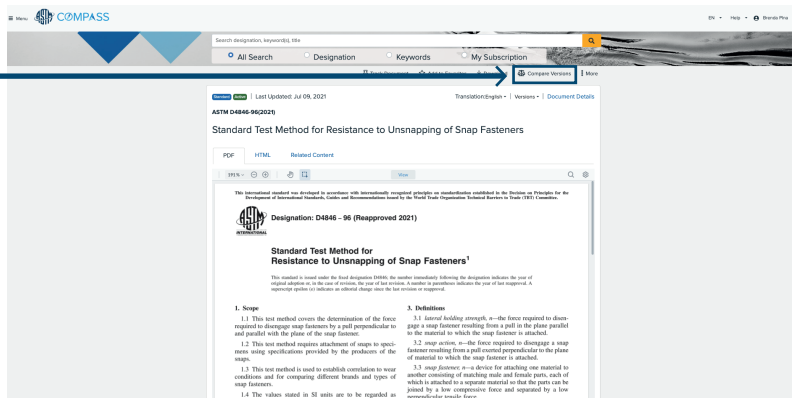 Menu
ASTM COMPASS
EN Help Brenda Pina
Search designation, keyword(s), title
All Search Designation Keywords My Subscription
Compare Versions More
Standard Active | Last Updated: Jul 09, 2021 Translation:English | Versions | Document Details
ASTM D4846-96(2021)
Standard Test Method for Resistance to Unsnapping of Snap Fasteners
PDF HTML Related Content
191% View
This international standard was developed in accordance with internationally recognized principles on standardization established in the Decision on Principles for the
Development of International Standards, Guides and Recommendations issued by the World Trade Organization Technical Barriers to Trade (TBT) Committee.
ASTM
INTERNATIONAL
Designation: D4846 – 96 (Reapproved 2021)
Standard Test Method for
Resistance to Unsnapping of Snap Fasteners1
This standard is issued under the fixed designation D4846; the number immediately following the designation indicates the year of
original adoption or, in the case of revision, the year of last revision. A number in parentheses indicates the year of last reapproval. A
superscript epsilon (ε) indicates an editorial change since the last revision or reapproval.
1. Scope
1.1 This test method covers the determination of the force
required to disengage snap fasteners by a pull perpendicular to
and parallel with the plane of the snap fastener.
1.2 This test method requires attachment of snaps to speci-
mens using specifications provided by the producers of the
snaps.
1.3 This test method is used to establish correlation to wear
conditions and for comparing different brands and types of
snap fasteners.
1.4 The values stated in SI units are to be regarded as
3. Definitions
3.1 lateral holding strength, n—the force required to disen-
gage a snap fastener resulting from a pull in the plane parallel
to the material to which the snap fastener is attached.
3.2 snap action, n—the force required to disengage a snap
fastener resulting from a pull exerted perpendicular to the plane
of material to which the snap fastener is attached.
3.3 snap fastener, n—a device for attaching one material to
another consisting of matching male and female parts, each of
which is attached to a separate material so that the parts can be
joined by a low compressive force and separated by a low
perpendicular tensile force.